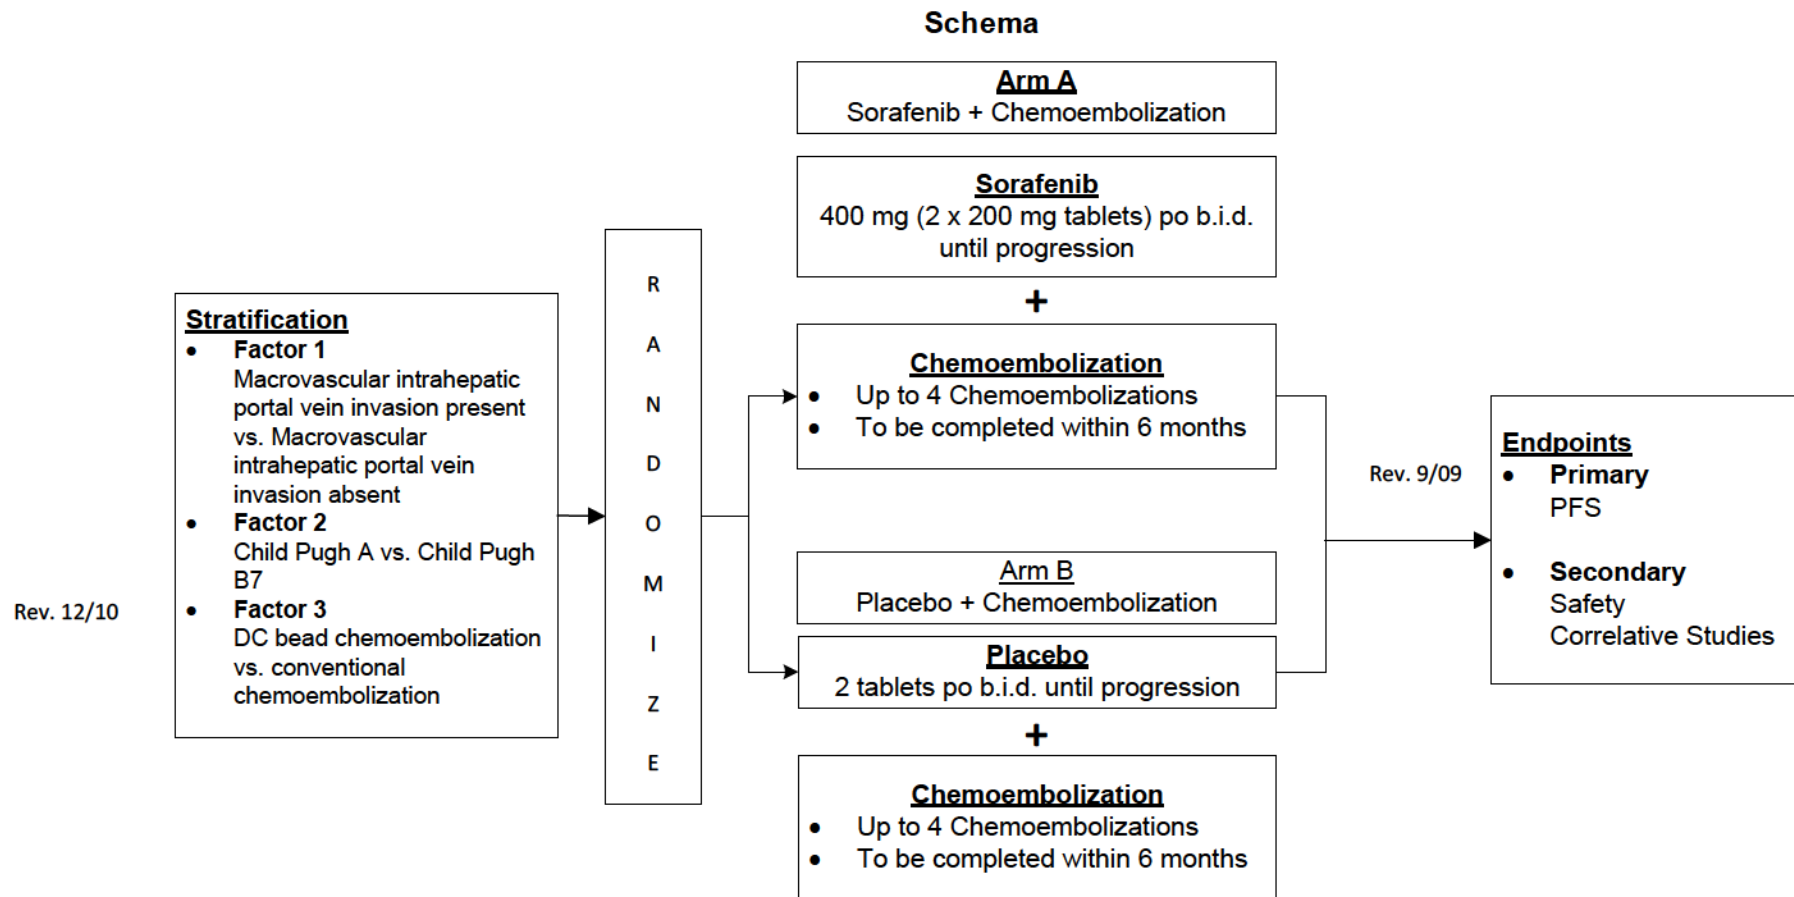 Schema
Rev. 12/10
Stratification
• Factor 1
Macrovascular intrahepatic
portal vein invasion present
vs. Macrovascular
intrahepatic portal vein
invasion absent
• Factor 2
Child Pugh A vs. Child Pugh
B7
• Factor 3
DC bead chemoembolization
vs. conventional
chemoembolization
R
A
N
D
O
M
I
Z
E
Arm A
Sorafenib + Chemoembolization
Sorafenib
400 mg (2 x 200 mg tablets) po b.i.d.
until progression
+
Chemoembolization
• Up to 4 Chemoembolizations
• To be completed within 6 months
Arm B
Placebo + Chemoembolization
Placebo
2 tablets po b.i.d. until progression
+
Chemoembolization
• Up to 4 Chemoembolizations
• To be completed within 6 months
Rev. 9/09
Endpoints
• Primary
PFS
• Secondary
Safety
Correlative Studies